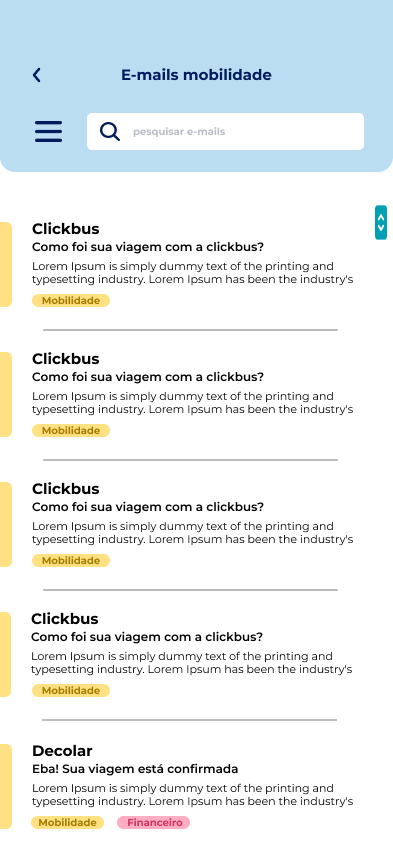 E-mails mobilidade
pesquisar e-mails
Clickbus
Como foi sua viagem com a clickbus?
Lorem Ipsum is simply dummy text of the printing and
typesetting industry. Lorem Ipsum has been the industry's
Mobilidade
Clickbus
Como foi sua viagem com a clickbus?
Lorem Ipsum is simply dummy text of the printing and
typesetting industry. Lorem Ipsum has been the industry's
Mobilidade
Clickbus
Como foi sua viagem com a clickbus?
Lorem Ipsum is simply dummy text of the printing and
typesetting industry. Lorem Ipsum has been the industry's
Mobilidade
Clickbus
Como foi sua viagem com a clickbus?
Lorem Ipsum is simply dummy text of the printing and
typesetting industry. Lorem Ipsum has been the industry's
Mobilidade
Decolar
Eba! Sua viagem está confirmada
Lorem Ipsum is simply dummy text of the printing and
typesetting industry. Lorem Ipsum has been the industry's
Mobilidade Financeiro